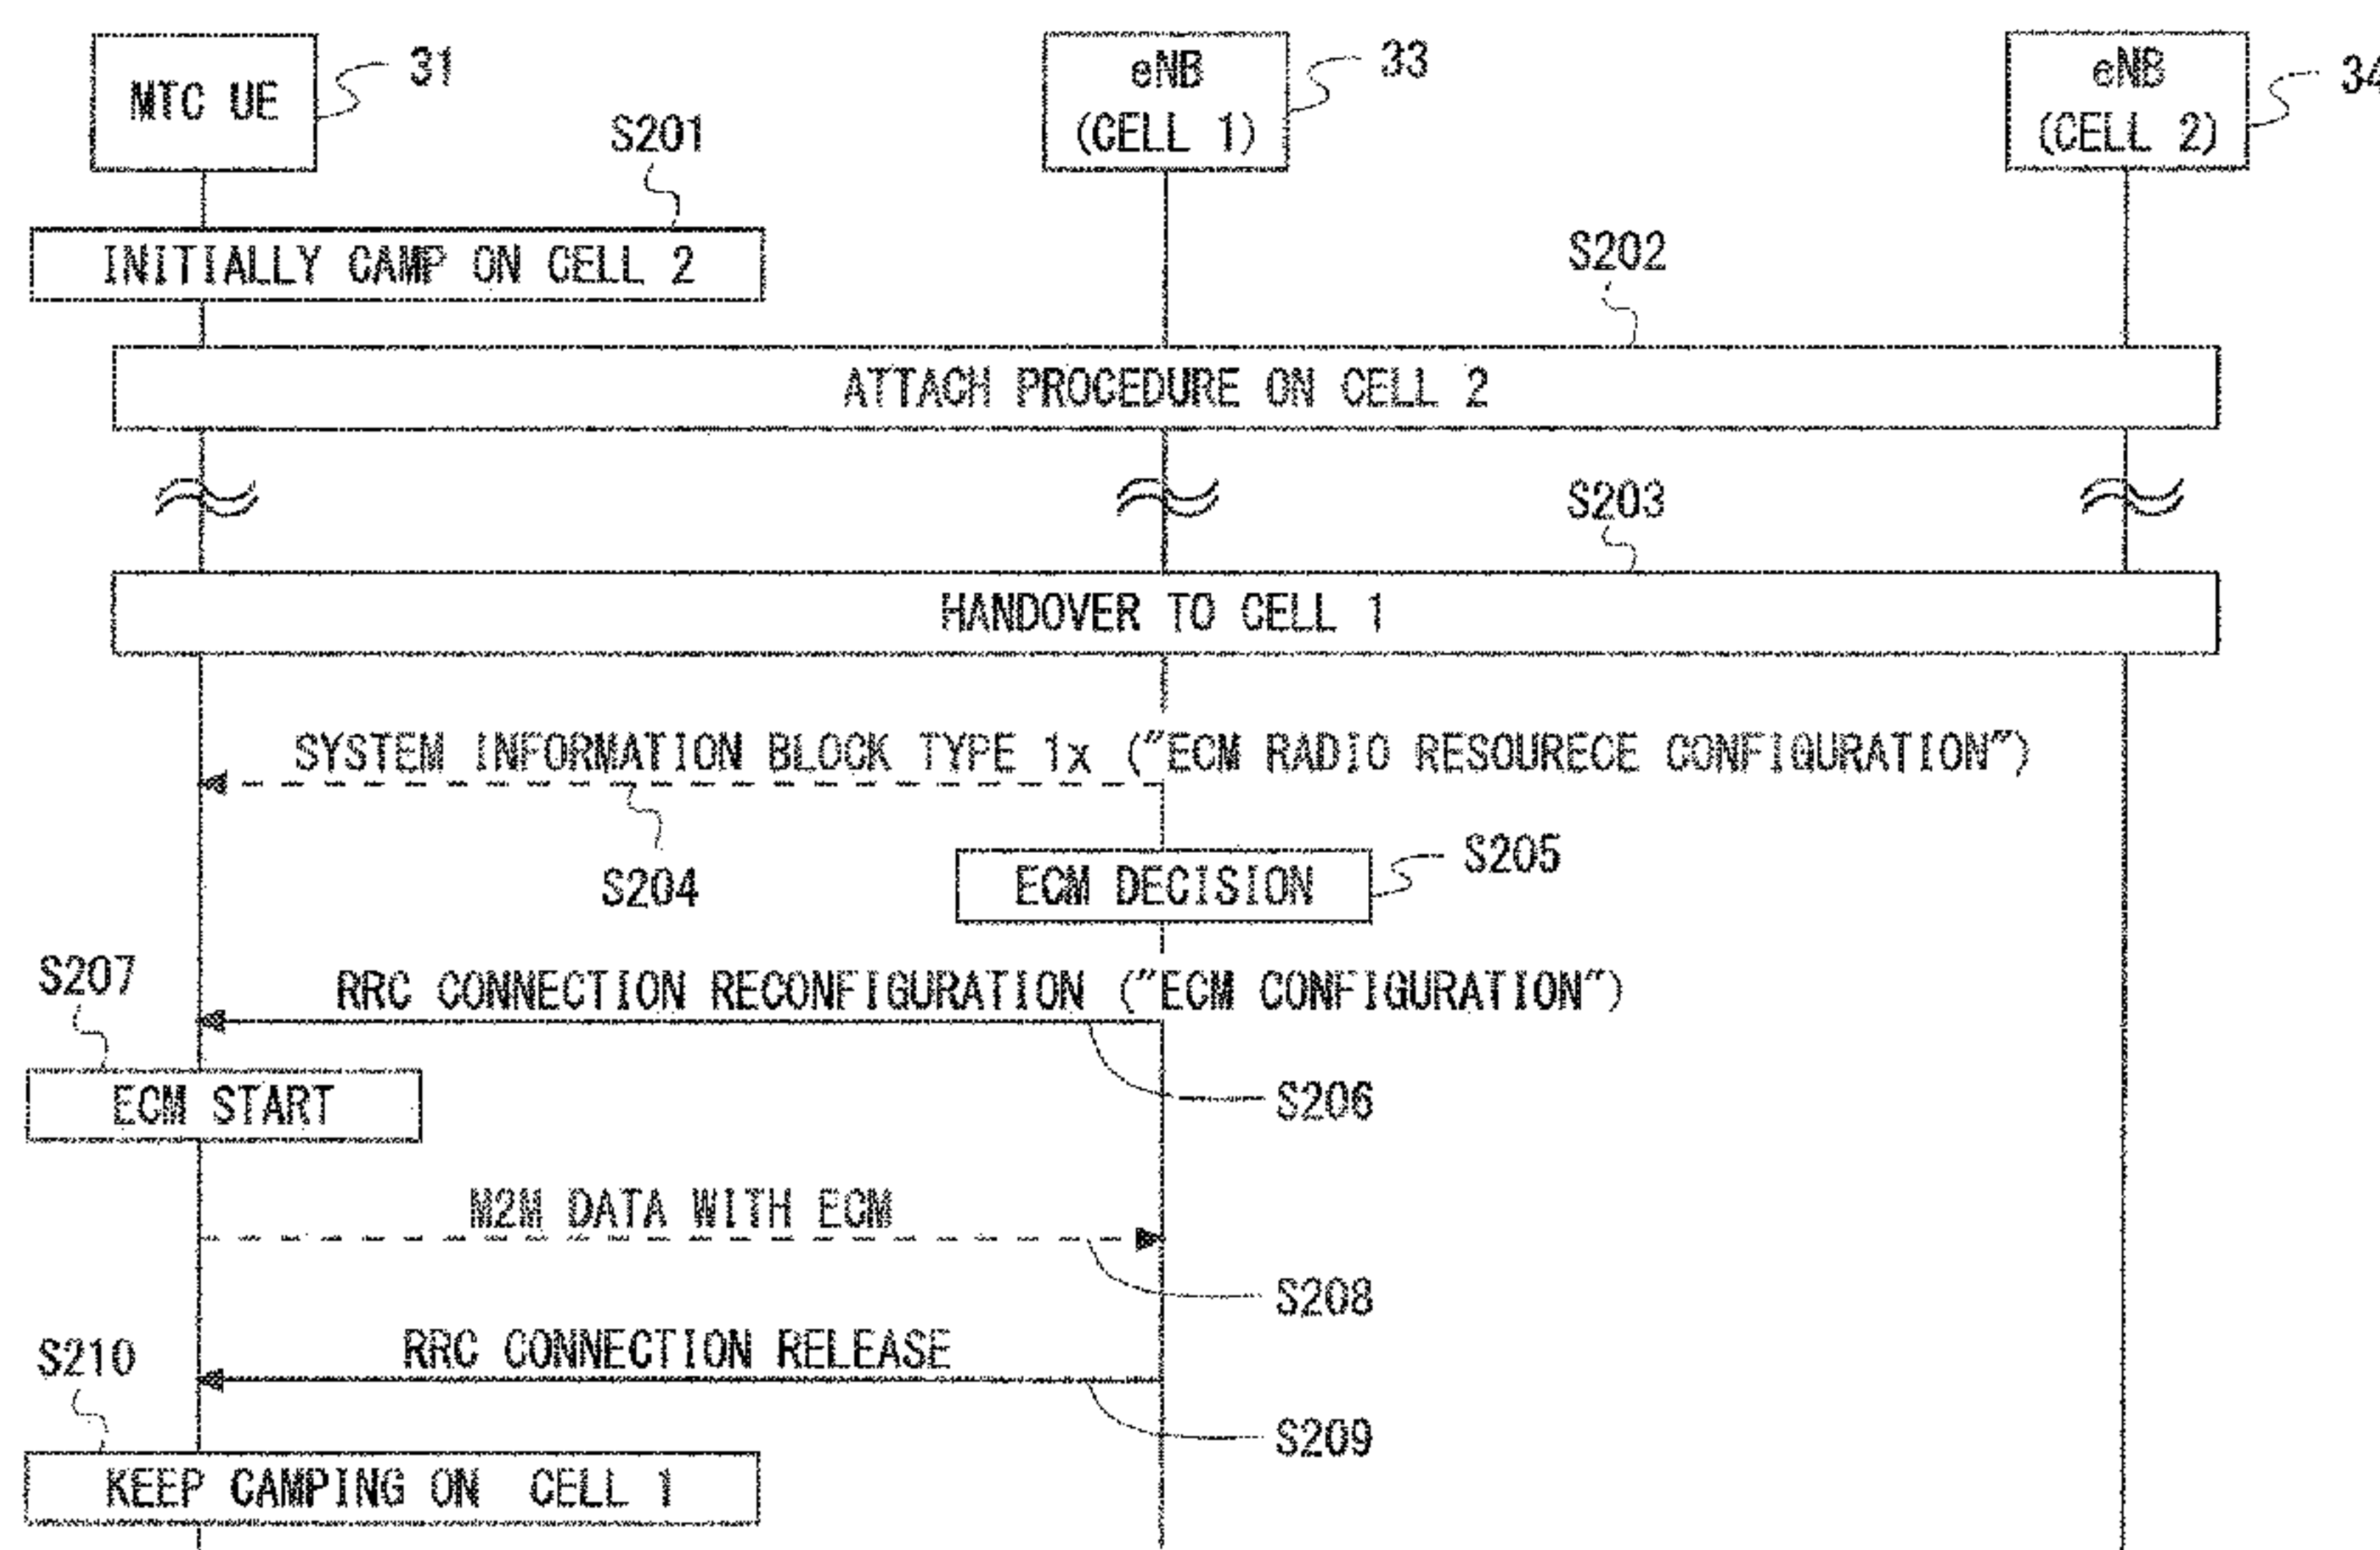 MTC UE
31
eNB
(CELL 1)
33
eNB
(CELL 2)
34
S201
INITIALLY CAMP ON CELL 2
S202
ATTACH PROCEDURE ON CELL 2
S203
HANDOVER TO CELL 1
SYSTEM INFORMATION BLOCK TYPE 1x ("ECM RADIO RESOURECE CONFIGURATION")
S204
ECM DECISION
S205
S207
RRC CONNECTION RECONFIGURATION ("ECM CONFIGURATION")
ECM START
S206
M2M DATA WITH ECM
S208
S210
RRC CONNECTION RELEASE
S209
KEEP CAMPING ON CELL 1